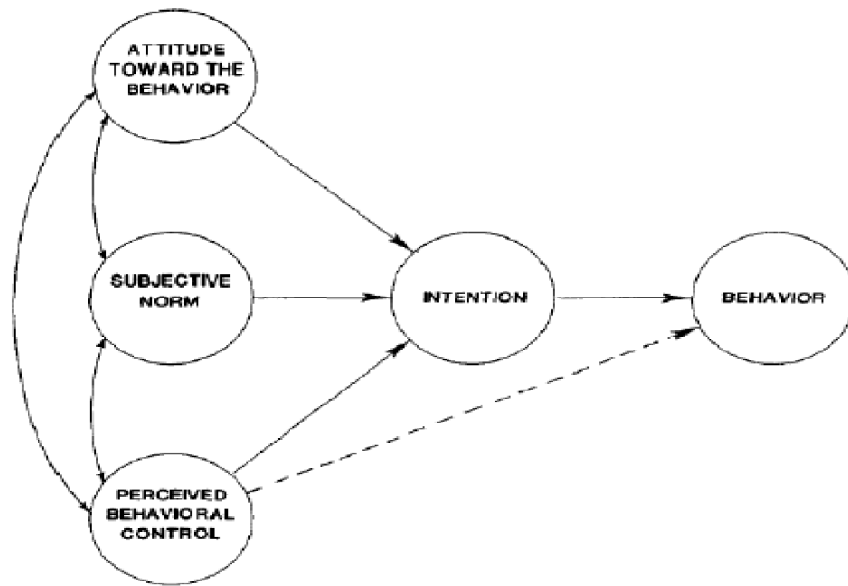 ATTITUDE
TOWARD THE
BEHAVIOR
SUBJECTIVE
NORM
INTENTION
BEHAVIOR
PERCEIVED
BEHAVIORAL
CONTROL